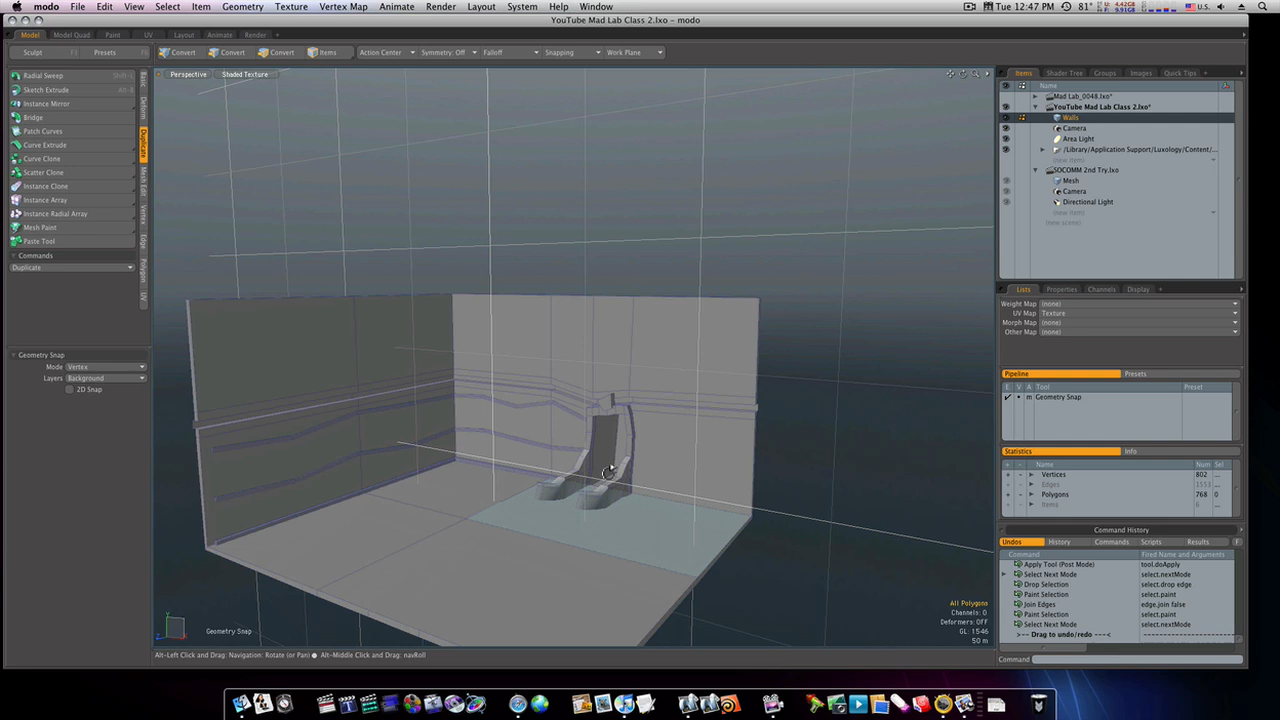 modo File Edit View Select Item Geometry Texture Vertex Map Animate Render Layout System Window Help
81° Tue 12:47 PM U.S.
YouTube Mad Lab Class 2.lxo* - modo
Model Model Quad Paint UV Layout Animate Render
Sculpt Presets Convert Convert Convert Items Action Center Symmetry: Off Falloff Snapping Work Plane
Radial Sweep
Sketch Extrude
Instance Mirror
Bridge
Patch Curves
Curve Extrude
Curve Clone
Scatter Clone
Instance Clone
Instance Array
Instance Radial Array
Mesh Paint
Paste Tool
Commands
Duplicate
Basic
Deform
Duplicate
Mesh Edit
Vertex
Edge
Polygon
UV
Geometry Snap
Mode Vertex
Layers Background
2D Snap
Perspective Shaded Texture
All Polygons
Channels: 0
Deformers: OFF
GL: 1546
50 m
Geometry Snap
Alt-Left Click and Drag: Navigation: Rotate (or Pan) ● Alt-Middle Click and Drag: navRoll
Items Shader Tree Groups Images Quick Tips
Name
Mad Lab_0048.lxo*
YouTube Mad Lab Class 2.lxo*
Walls
Camera
Area Light
/Library/Application Support/Luxology/Content/...
(new item)
SOCOMM 2nd Try.lxo
Mesh
Camera
Directional Light
(new item)
(new scene)
Lists Properties Channels Display
Weight Map (none)
UV Map Texture
Morph Map (none)
Other Map (none)
Pipeline Presets
E V A Tool Preset
m Geometry Snap
Statistics Info
Name Num Sel
Vertices 802 ...
Edges 1553 ...
Polygons 768 0
Items 6 ...
Command History
Undos History Commands Scripts Results F
Command Fired Name and Arguments
Apply Tool (Post Mode) tool.doApply
Select Next Mode select.nextMode
Drop Selection select.drop edge
Paint Selection select.paint
Join Edges edge.join false
Paint Selection select.paint
Select Next Mode select.nextMode
>--- Drag to undo/redo ---<
Command